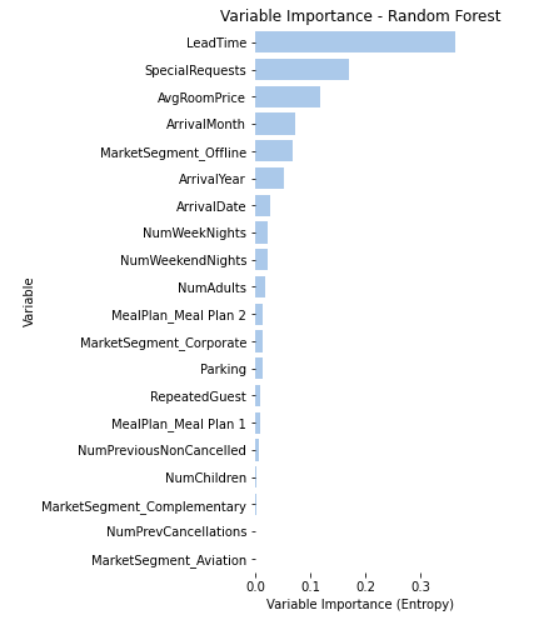 Variable Importance - Random Forest
LeadTime
SpecialRequests
AvgRoomPrice
ArrivalMonth
MarketSegment_Offline
ArrivalYear
ArrivalDate
NumWeekNights
NumWeekendNights
NumAdults
MealPlan_Meal Plan 2
MarketSegment_Corporate
Parking
RepeatedGuest
MealPlan_Meal Plan 1
NumPreviousNonCancelled
NumChildren
MarketSegment_Complementary
NumPrevCancellations
MarketSegment_Aviation
Variable
0.0 0.1 0.2 0.3
Variable Importance (Entropy)